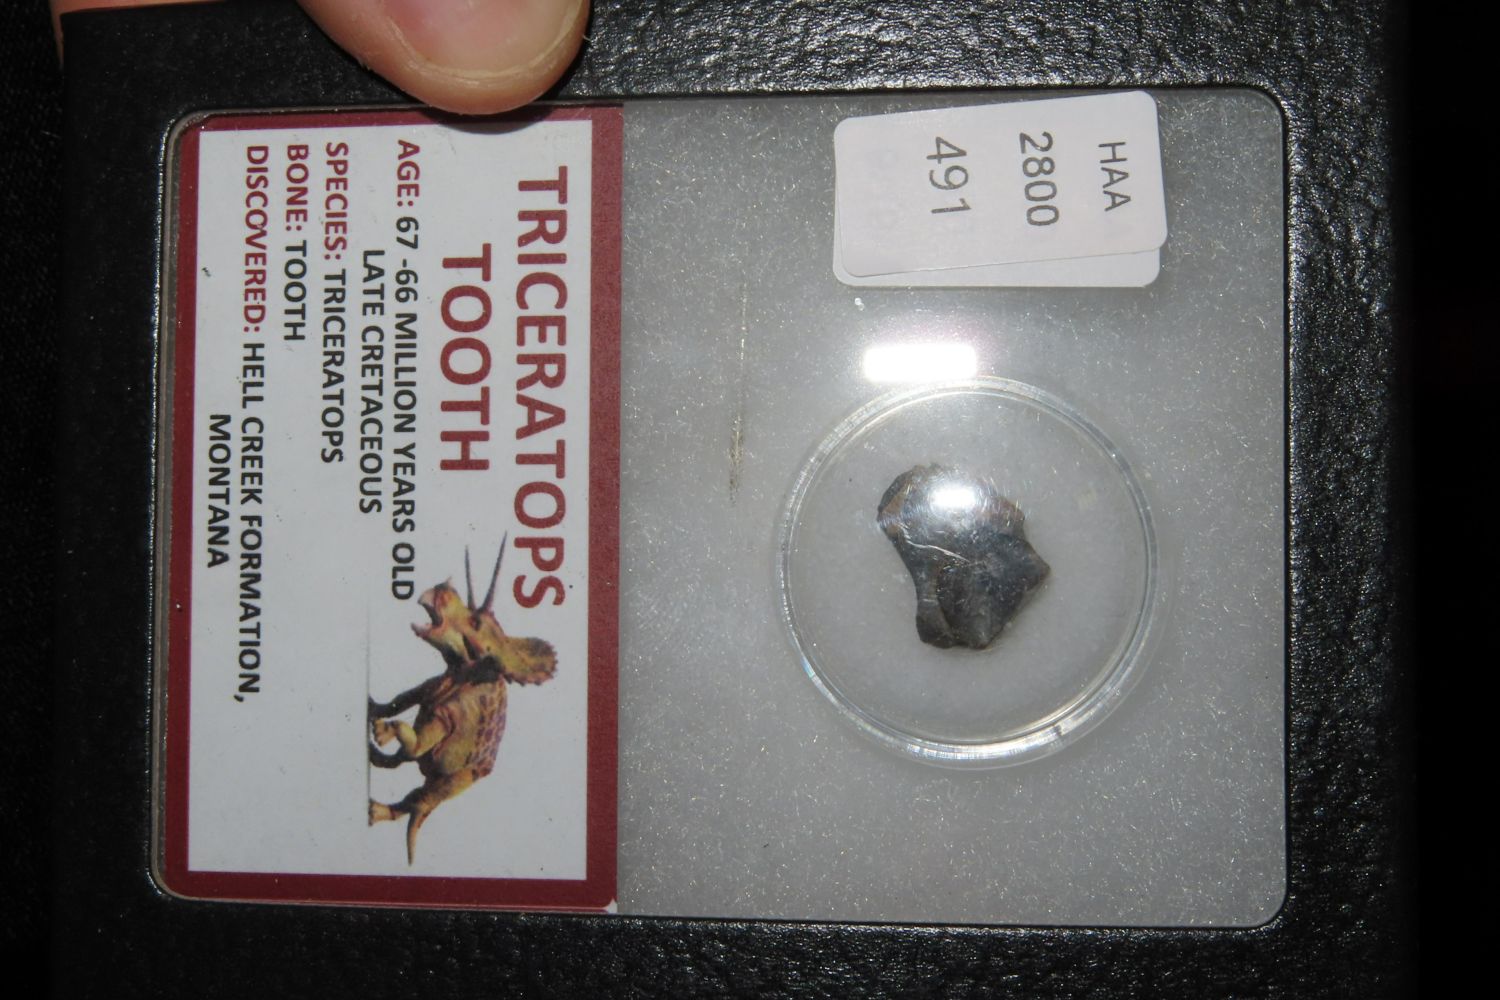 TRICERATOPS
TOOTH
AGE: 67 -66 MILLION YEARS OLD
LATE CRETACEOUS
SPECIES: TRICERATOPS
BONE: TOOTH
DISCOVERED: HELL CREEK FORMATION,
MONTANA
HAA
2800
491